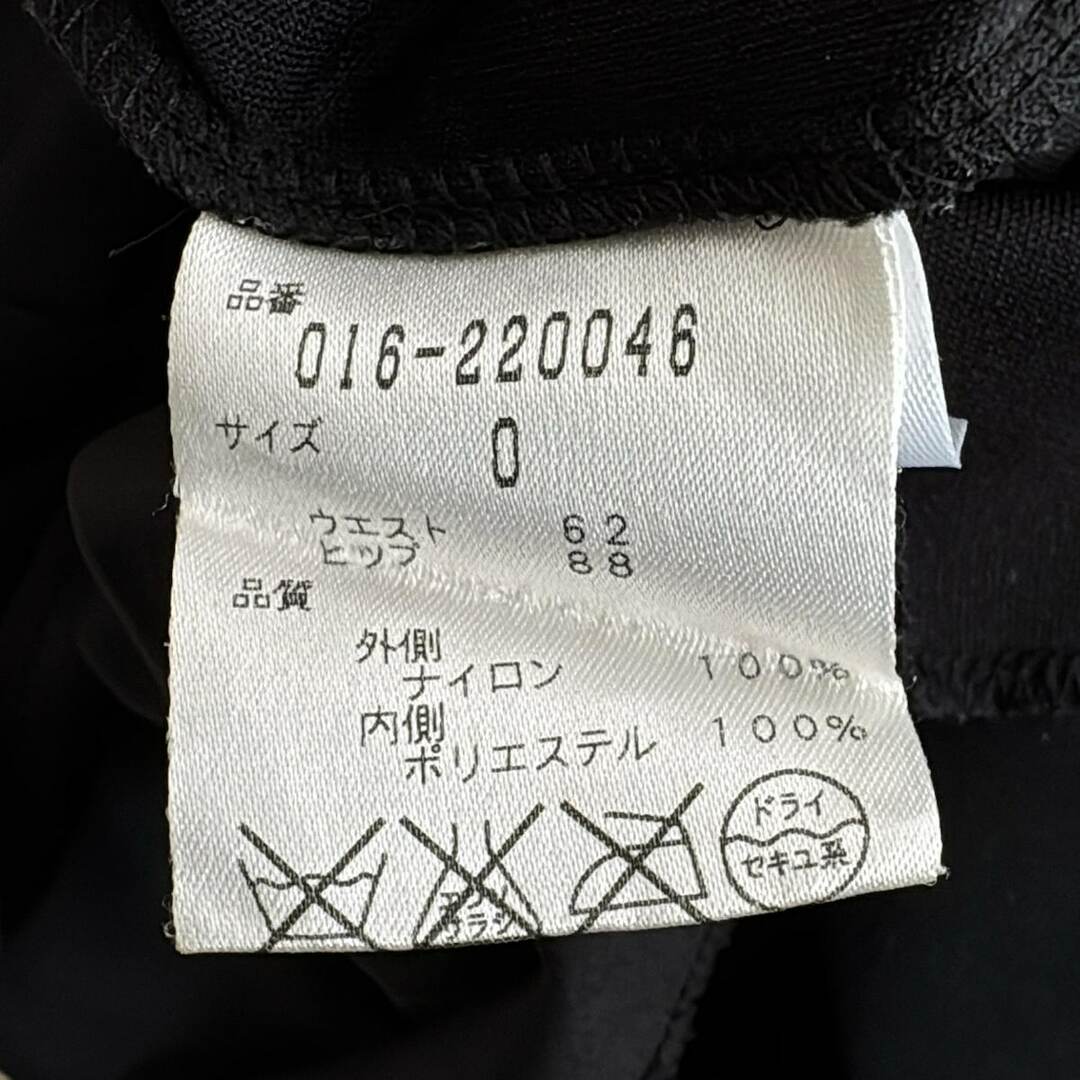 品番
016-220046
サイズ 0
ウエスト 62
ヒップ 88
品質
外側
ナイロン 100%
内側
ポリエステル 100%
ドライ
セキユ系